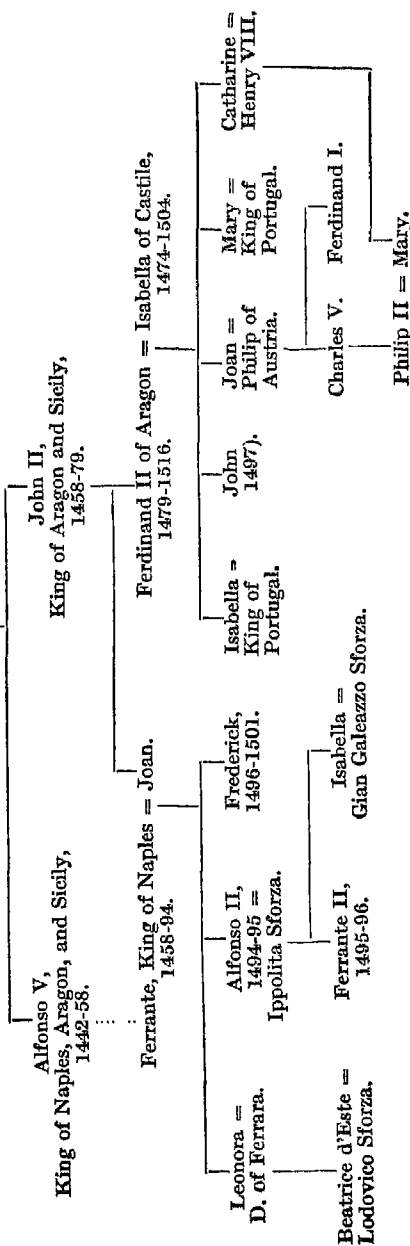 Alfonso V,
King of Naples, Aragon, and Sicily,
1442-58.
John II,
King of Aragon and Sicily,
1458-79.
Ferrante, King of Naples = Joan.
1458-94.
Ferdinand II of Aragon = Isabella of Castile,
1479-1516.
1474-1504.
Leonora =
D. of Ferrara.
Alfonso II,
1494-95 =
Ippolita Sforza.
Frederick,
1496-1501.
Isabella =
King of
Portugal.
John
1497).
Joan =
Philip of
Austria.
Mary =
King of
Portugal.
Catharine =
Henry VIII.
Beatrice d'Este =
Lodovico Sforza.
Ferrante II,
1495-96.
Isabella =
Gian Galeazzo Sforza.
Charles V.
Ferdinand I.
Philip II = Mary.